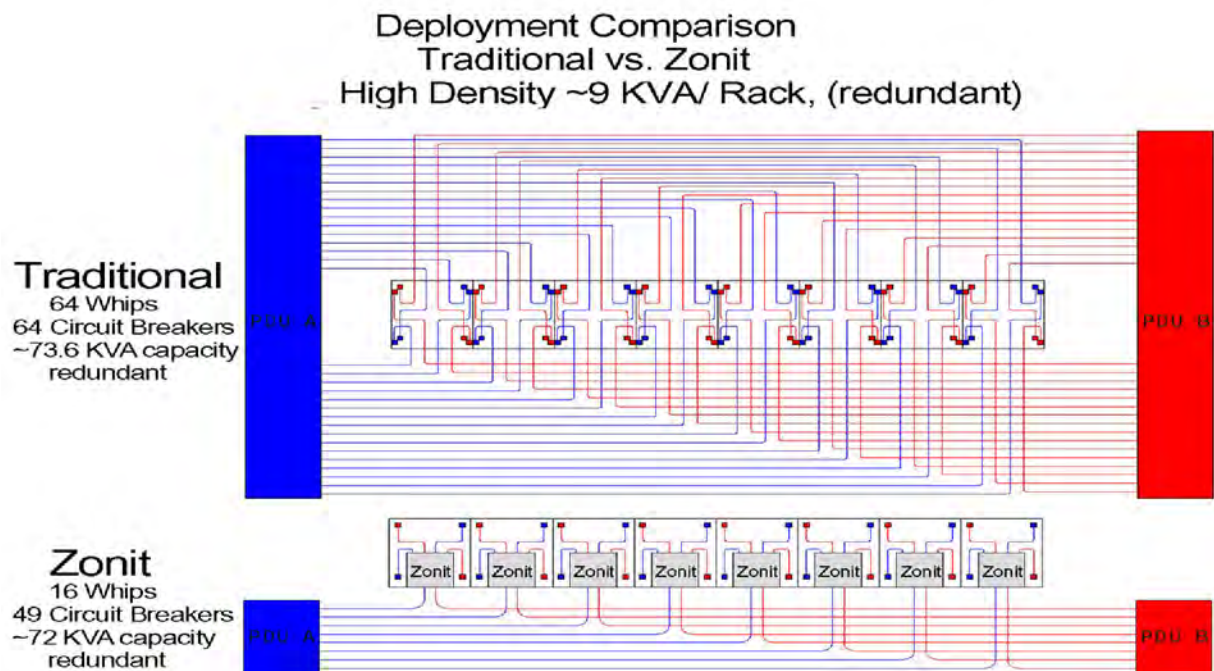 Deployment Comparison
Traditional vs. Zonit
High Density ~9 KVA/ Rack, (redundant)
Traditional
64 Whips
64 Circuit Breakers
~73.6 KVA capacity
redundant
PDU A
PDU B
Zonit
16 Whips
49 Circuit Breakers
~72 KVA capacity
redundant
Zonit Zonit Zonit Zonit Zonit Zonit Zonit Zonit
PDU A
PDU B